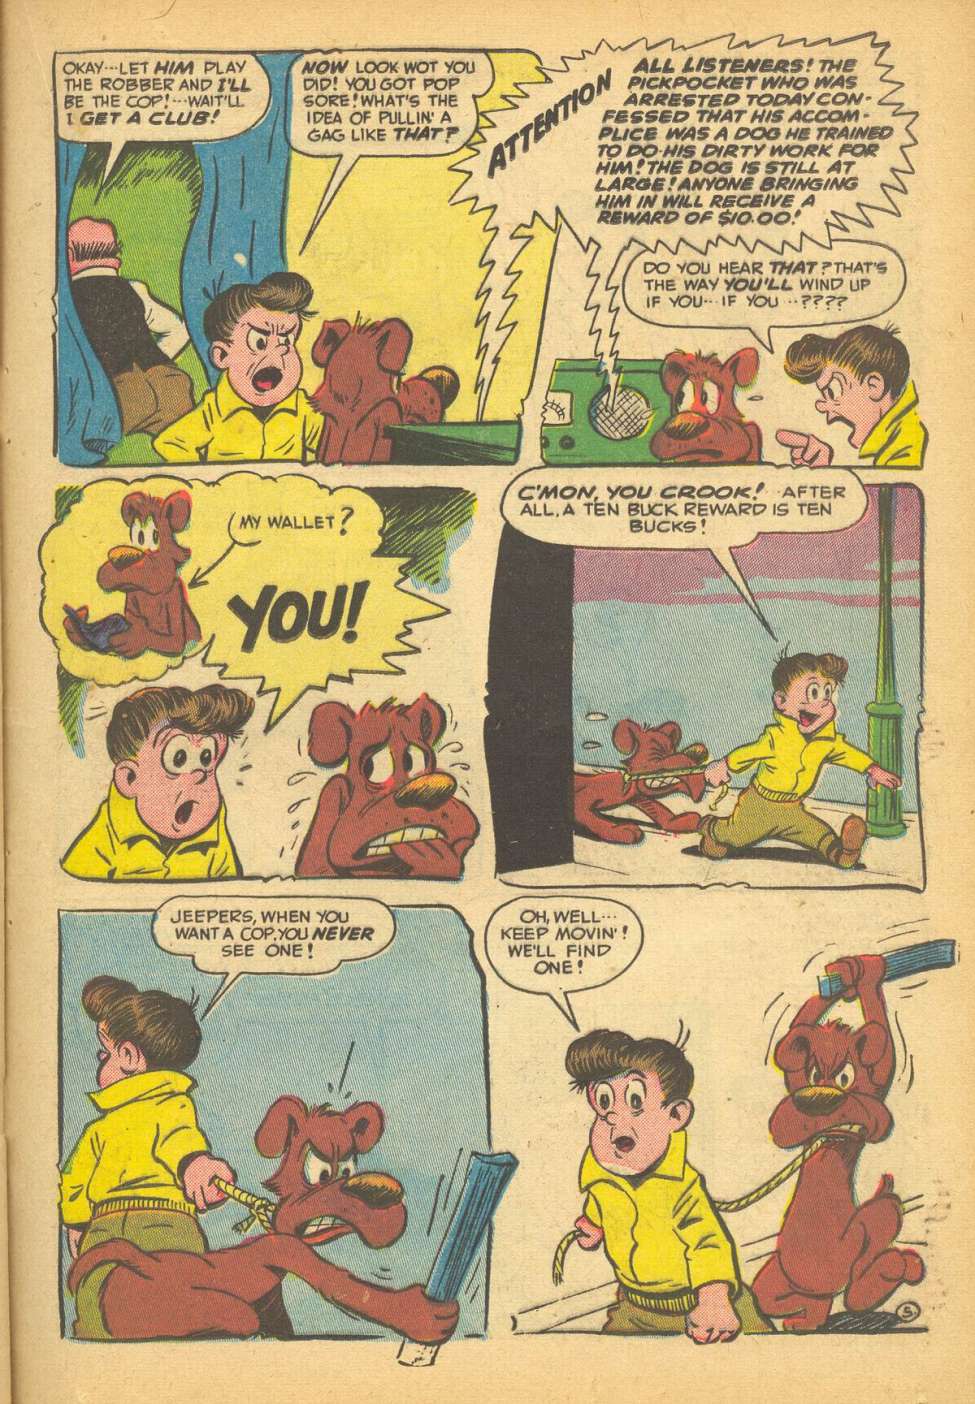 OKAY---LET HIM PLAY
THE ROBBER AND I'LL
BE THE COP!---WAIT'LL
I GET A CLUB!
NOW LOOK WOT YOU
DID! YOU GOT POP
SORE! WHAT'S THE
IDEA OF PULLIN' A
GAG LIKE THAT?
ATTENTION
ALL LISTENERS! THE
PICKPOCKET WHO WAS
ARRESTED TODAY CON-
FESSED THAT HIS ACCOM-
PLICE WAS A DOG HE TRAINED
TO DO HIS DIRTY WORK FOR
HIM! THE DOG IS STILL AT
LARGE! ANYONE BRINGING
HIM IN WILL RECEIVE A
REWARD OF $10.00!
DO YOU HEAR THAT? THAT'S
THE WAY YOU'LL WIND UP
IF YOU---IF YOU --????
MY WALLET?
YOU!
C'MON, YOU CROOK! AFTER
ALL, A TEN BUCK REWARD IS TEN
BUCKS!
JEEPERS, WHEN YOU
WANT A COP, YOU NEVER
SEE ONE!
OH, WELL---
KEEP MOVIN'!
WE'LL FIND
ONE!
5